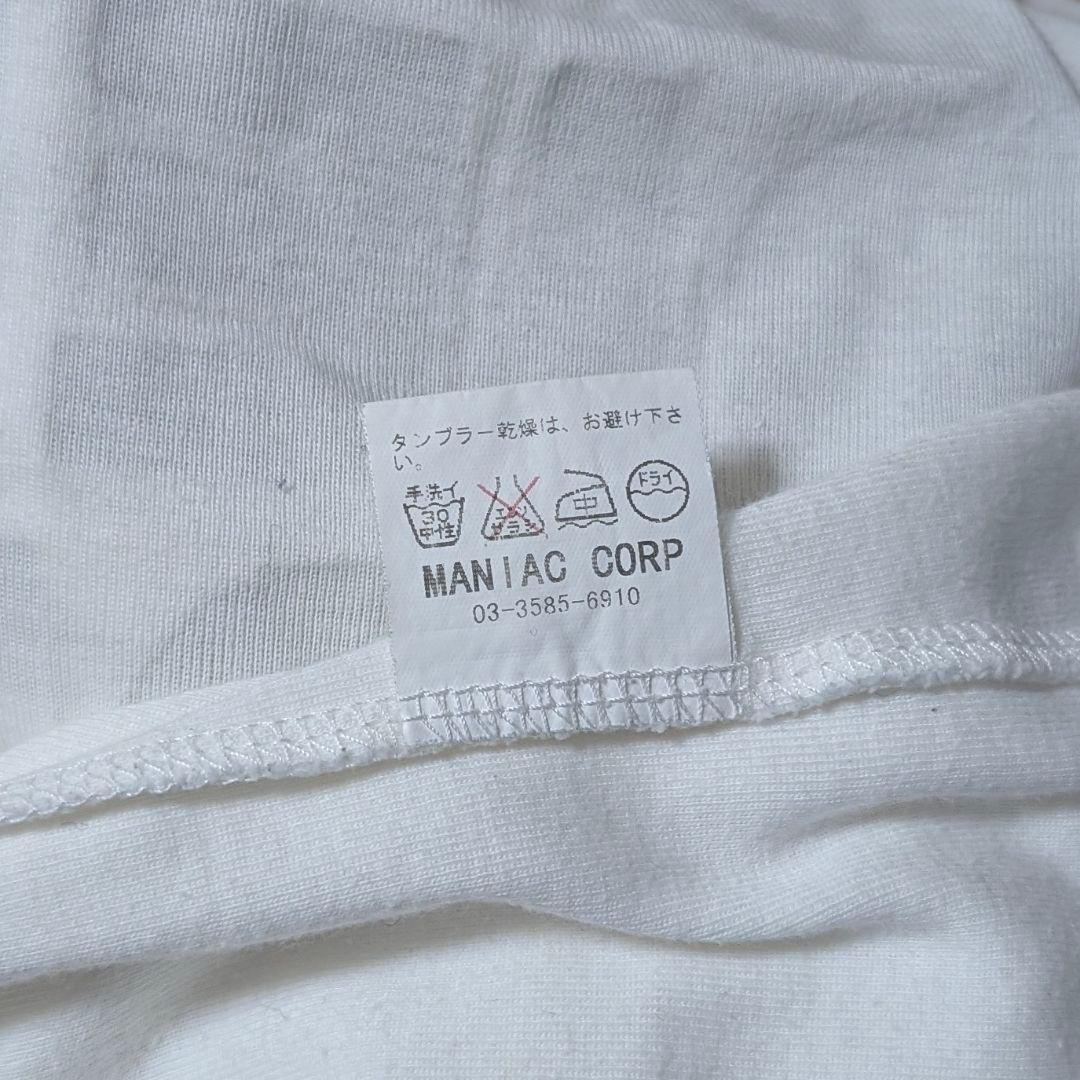 タンブラー乾燥は、お避け下さ
い。
手洗イ
30
中性
エンソ
サラシ
中
ドライ
MANIAC CORP
03-3585-6910